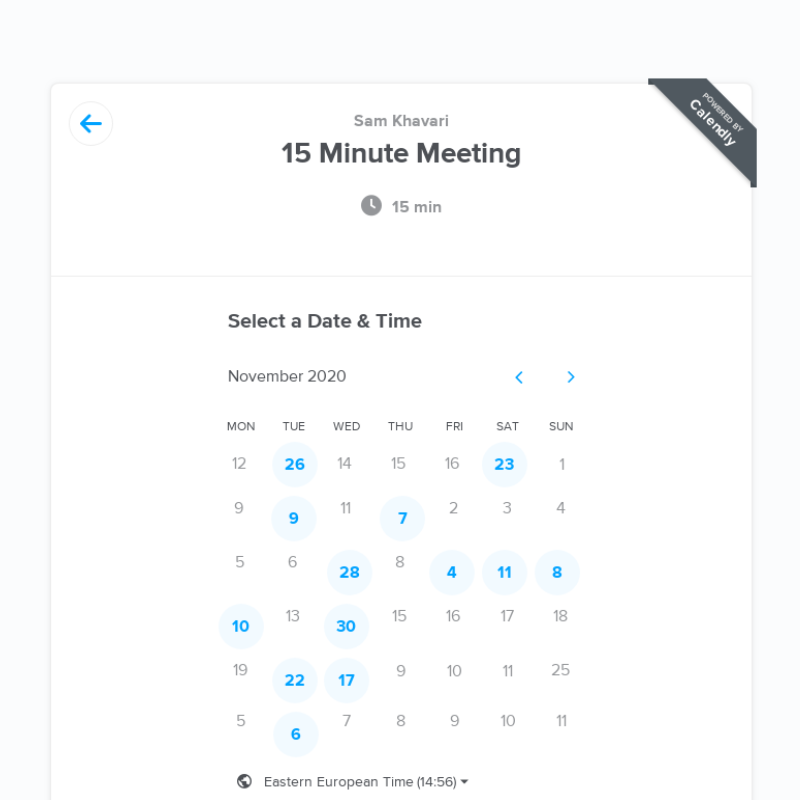 POWERED BY
Calendly
Sam Khavari
15 Minute Meeting
15 min
Select a Date & Time
November 2020
MON TUE WED THU FRI SAT SUN
12 26 14 15 16 23 1
9 9 11 7 2 3 4
5 6 28 8 4 11 8
10 13 30 15 16 17 18
19 22 17 9 10 11 25
5 6 7 8 9 10 11
Eastern European Time (14:56)